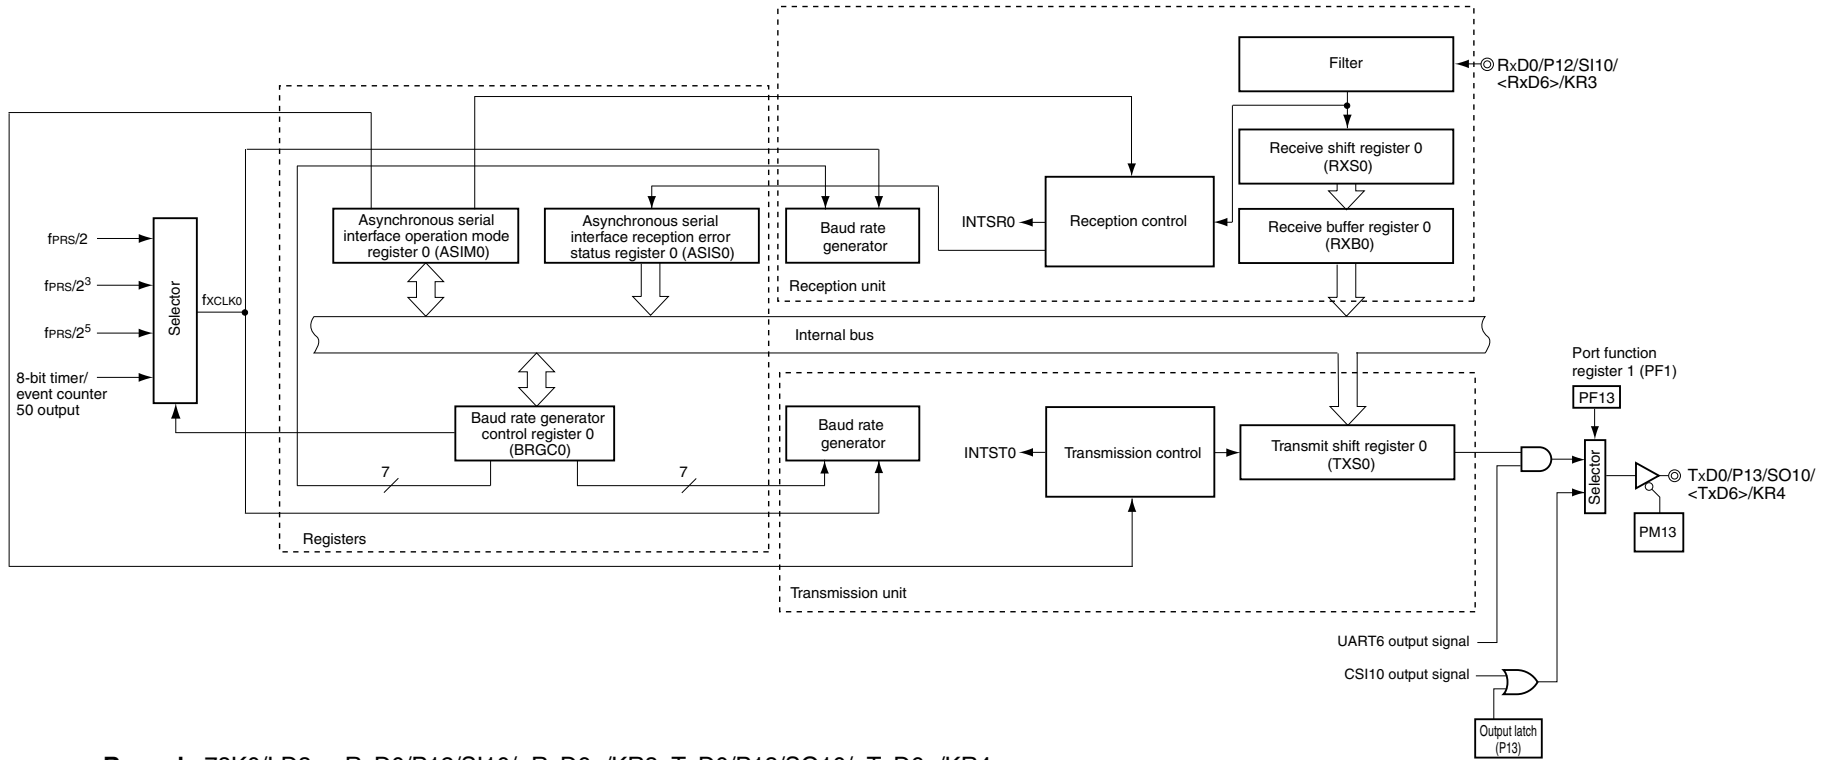 Filter
RxD0/P12/SI10/
<RxD6>/KR3
Receive shift register 0
(RXS0)
Asynchronous serial
interface operation mode
register 0 (ASIM0)
Asynchronous serial
interface reception error
status register 0 (ASIS0)
Baud rate
generator
INTSR0
Reception control
Receive buffer register 0
(RXB0)
Reception unit
fPRS/2
fPRS/2³
fPRS/2⁵
8-bit timer/
event counter
50 output
Selector
fXCLK0
Internal bus
Port function
register 1 (PF1)
PF13
Baud rate generator
control register 0
(BRGC0)
7
7
Baud rate
generator
INTST0
Transmission control
Transmit shift register 0
(TXS0)
Selector
TxD0/P13/SO10/
<TxD6>/KR4
PM13
Registers
Transmission unit
UART6 output signal
CSI10 output signal
Output latch
(P13)